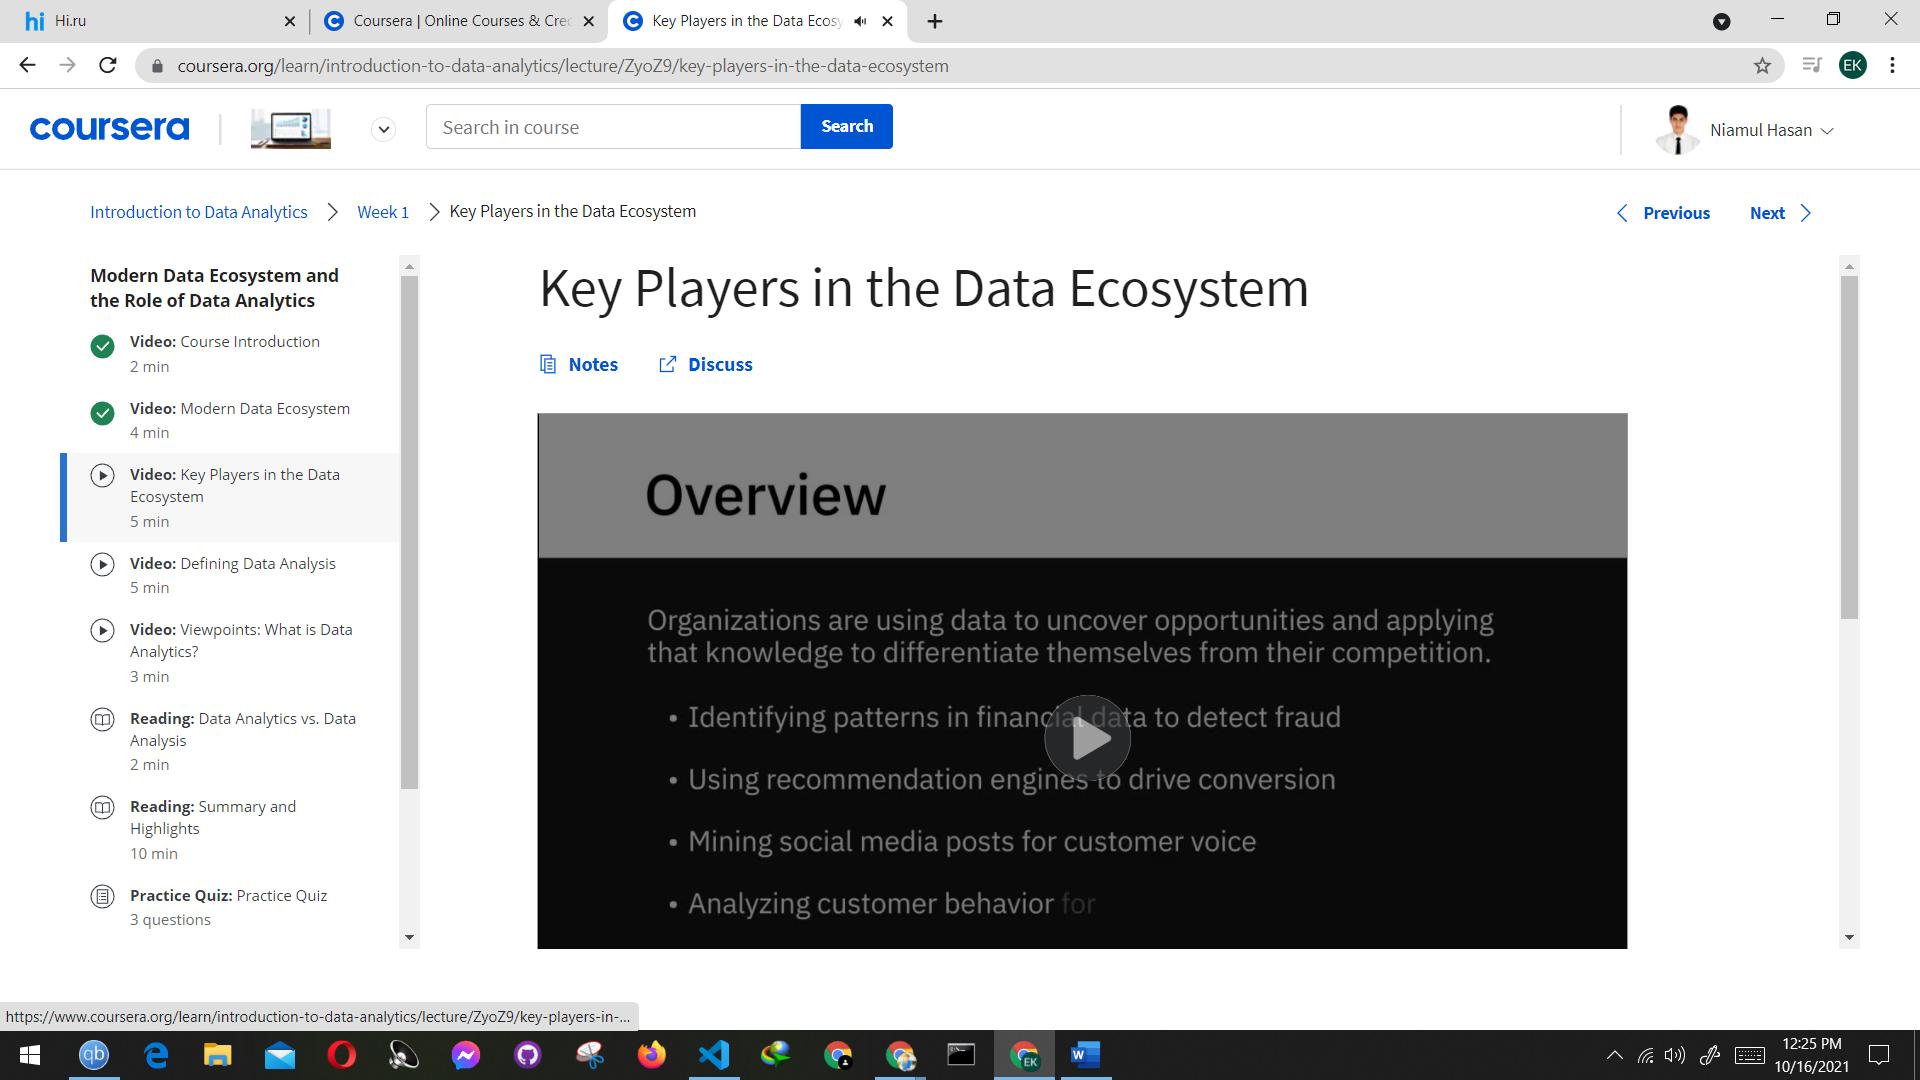 Hi.ru
Coursera | Online Courses & Cre
Key Players in the Data Ecosy
coursera.org/learn/introduction-to-data-analytics/lecture/ZyoZ9/key-players-in-the-data-ecosystem
EK
coursera
Search in course
Search
Niamul Hasan
Introduction to Data Analytics
Week 1
Key Players in the Data Ecosystem
Previous
Next
Modern Data Ecosystem and
the Role of Data Analytics
Video: Course Introduction
2 min
Video: Modern Data Ecosystem
4 min
Video: Key Players in the Data
Ecosystem
5 min
Video: Defining Data Analysis
5 min
Video: Viewpoints: What is Data
Analytics?
3 min
Reading: Data Analytics vs. Data
Analysis
2 min
Reading: Summary and
Highlights
10 min
Practice Quiz: Practice Quiz
3 questions
Key Players in the Data Ecosystem
Notes
Discuss
Overview
Organizations are using data to uncover opportunities and applying
that knowledge to differentiate themselves from their competition.
• Identifying patterns in financial data to detect fraud
• Using recommendation engines to drive conversion
• Mining social media posts for customer voice
• Analyzing customer behavior for
https://www.coursera.org/learn/introduction-to-data-analytics/lecture/ZyoZ9/key-players-in-...
12:25 PM
10/16/2021